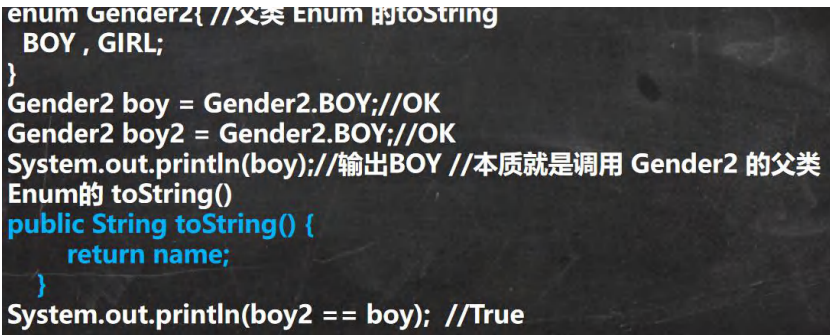 enum Gender2{ //父类 Enum 的toString
BOY , GIRL;
}
Gender2 boy = Gender2.BOY;//OK
Gender2 boy2 = Gender2.BOY;//OK
System.out.println(boy);//输出BOY //本质就是调用 Gender2 的父类
Enum的 toString()
public String toString() {
return name;
}
System.out.println(boy2 == boy); //True